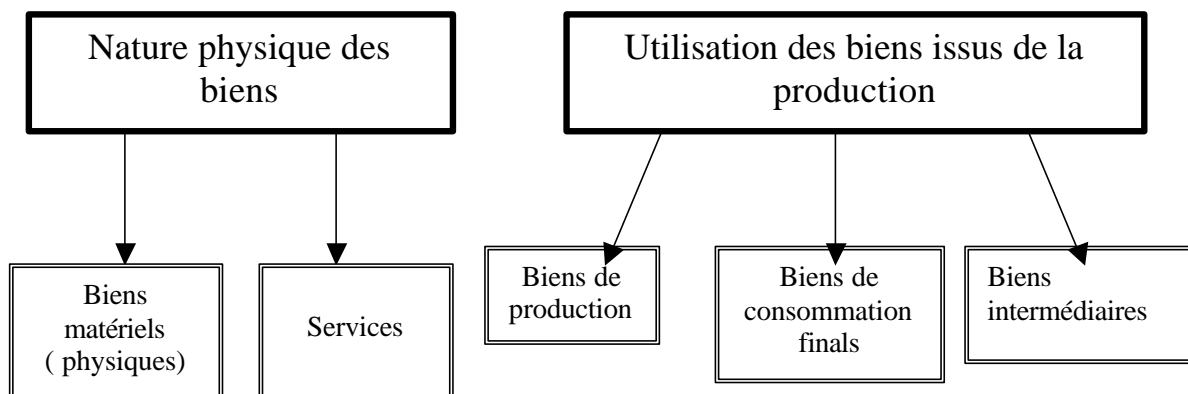 Nature physique des
biens
Utilisation des biens issus de la
production
Biens
matériels
( physiques)
Services
Biens de
production
Biens de
consommation
finals
Biens
intermédiaires